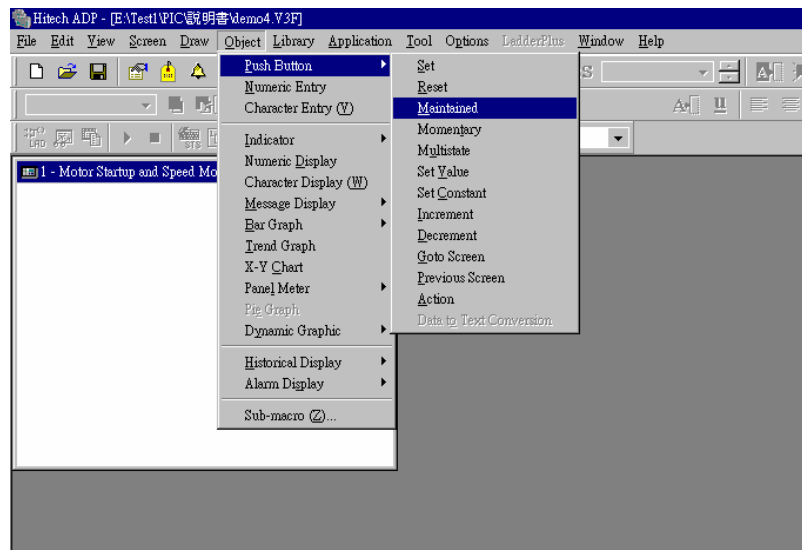 Hitech ADP - [E:\Test1\PIC\說明書\demo4.V3F]
File Edit View Screen Draw Object Library Application Tool Options LadderPlus Window Help
S
LAD
STS
1 - Motor Startup and Speed Mo
Push Button
Numeric Entry
Character Entry (V)
Indicator
Numeric Display
Character Display (W)
Message Display
Bar Graph
Trend Graph
X-Y Chart
Panel Meter
Pie Graph
Dynamic Graphic
Historical Display
Alarm Display
Sub-macro (Z)...
Set
Reset
Maintained
Momentary
Multistate
Set Value
Set Constant
Increment
Decrement
Goto Screen
Previous Screen
Action
Data to Text Conversion